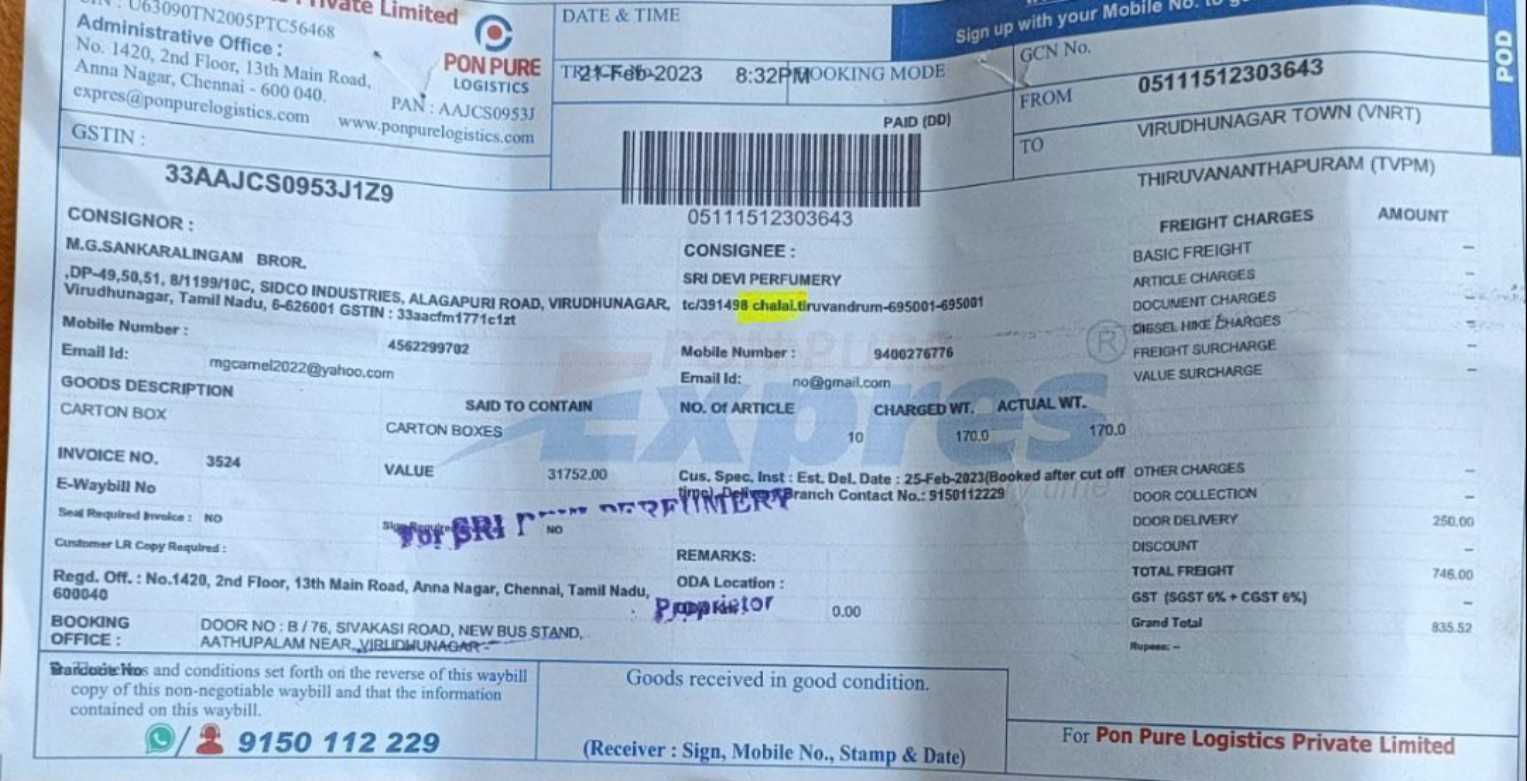 U63090TN2005PTC56468
Private Limited
Administrative Office :
No. 1420, 2nd Floor, 13th Main Road,
Anna Nagar, Chennai - 600 040.
expres@ponpurelogistics.com
PAN : AAJCS0953J
www.ponpurelogistics.com
PON PURE
LOGISTICS
GSTIN :
33AAJCS0953J1Z9
DATE & TIME
21-Feb-2023 8:32PM
BOOKING MODE
PAID (DD)
05111512303643
Sign up with your Mobile No. to
GCN No.
05111512303643
FROM
VIRUDHUNAGAR TOWN (VNRT)
TO
THIRUVANANTHAPURAM (TVPM)
POD
CONSIGNOR :
M.G.SANKARALINGAM BROR.
,DP-49,50,51, 8/1199/10C, SIDCO INDUSTRIES, ALAGAPURI ROAD, VIRUDHUNAGAR,
Virudhunagar, Tamil Nadu, 6-626001 GSTIN : 33aacfm1771c1zt
Mobile Number : 4562299702
Email Id: mgcamel2022@yahoo.com
CONSIGNEE :
SRI DEVI PERFUMERY
tc/391498 chalai.tiruvandrum-695001-695001
Mobile Number : 9400276776
Email Id: no@gmail.com
PON PURE
Expres ®
GOODS DESCRIPTION
CARTON BOX
SAID TO CONTAIN
CARTON BOXES
NO. Of ARTICLE CHARGED WT. ACTUAL WT.
10 170.0 170.0
INVOICE NO. 3524
VALUE 31752.00
E-Waybill No
Seal Required Invoice : NO
NO
Customer LR Copy Required :
Cus. Spec. Inst : Est. Del. Date : 25-Feb-2023(Booked after cut off
time) Delivery Branch Contact No.: 9150112229
For SRI DEVI PERFUMERY
REMARKS:
ODA Location :
0.00
Proprietor
Regd. Off. : No.1420, 2nd Floor, 13th Main Road, Anna Nagar, Chennai, Tamil Nadu,
600040
BOOKING
OFFICE :
DOOR NO : B / 76, SIVAKASI ROAD, NEW BUS STAND,
AATHUPALAM NEAR, VIRUDHUNAGAR -
FREIGHT CHARGES AMOUNT
BASIC FREIGHT –
ARTICLE CHARGES –
DOCUMENT CHARGES –
DIESEL HIKE CHARGES –
FREIGHT SURCHARGE –
VALUE SURCHARGE –
OTHER CHARGES –
DOOR COLLECTION –
DOOR DELIVERY 250.00
DISCOUNT –
TOTAL FREIGHT 746.00
GST (SGST 6% + CGST 6%) –
Grand Total 835.52
Rupees: –
and conditions set forth on the reverse of this waybill
copy of this non-negotiable waybill and that the information
contained on this waybill.
9150 112 229
Goods received in good condition.
(Receiver : Sign, Mobile No., Stamp & Date)
For Pon Pure Logistics Private Limited